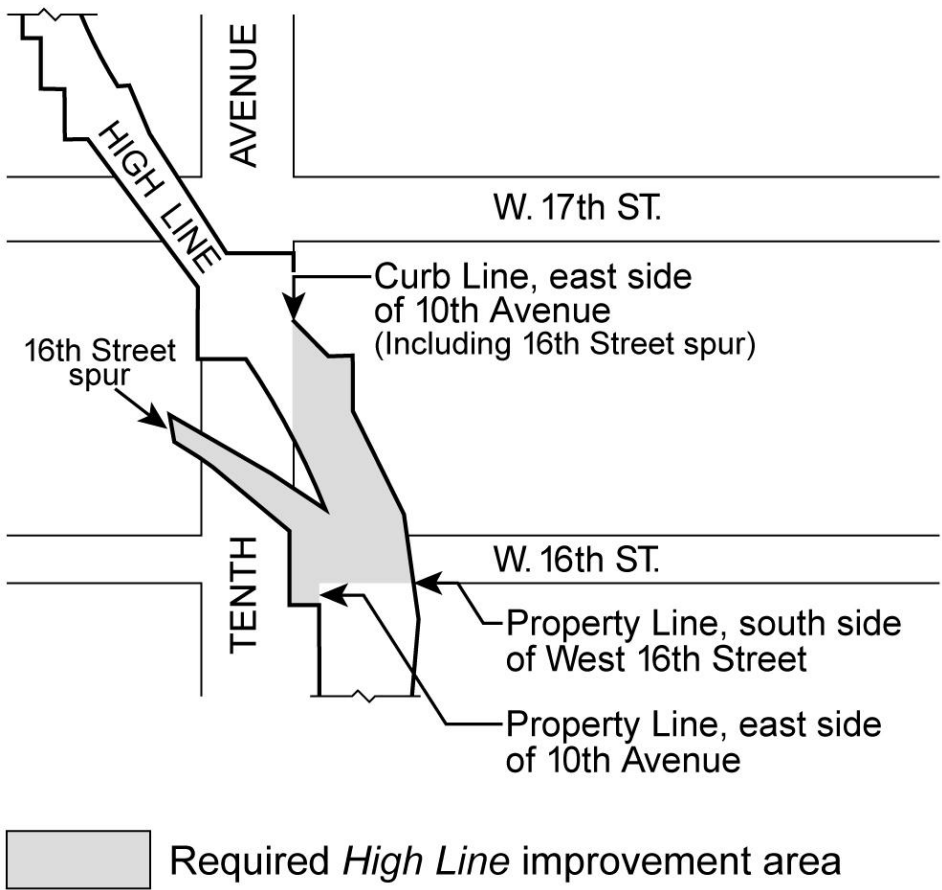 AVENUE
HIGH LINE
W. 17th ST.
Curb Line, east side
of 10th Avenue
(Including 16th Street spur)
16th Street
spur
TENTH
W. 16th ST.
Property Line, south side
of West 16th Street
Property Line, east side
of 10th Avenue
Required High Line improvement area